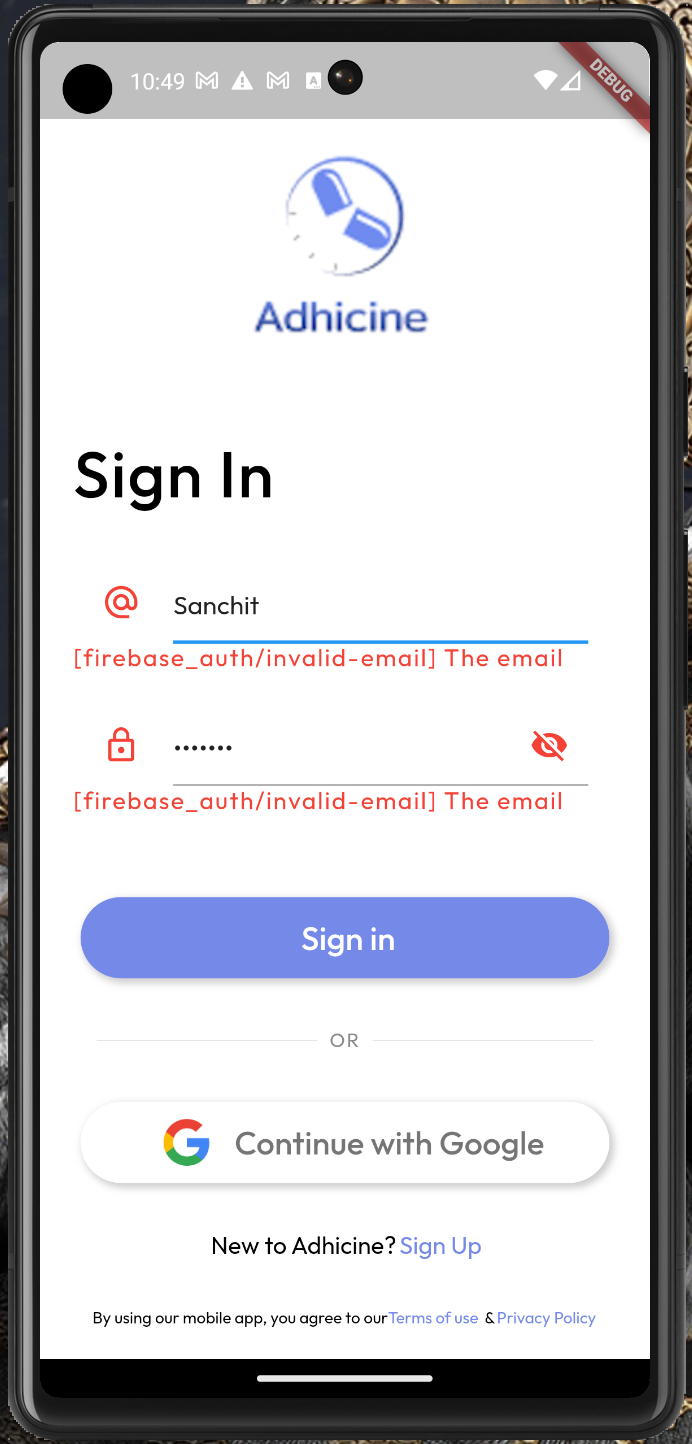 10:49
A
DEBUG
Adhicine
Sign In
Sanchit
[firebase_auth/invalid-email] The email
•••••••
[firebase_auth/invalid-email] The email
Sign in
OR
Continue with Google
New to Adhicine? Sign Up
By using our mobile app, you agree to our Terms of use & Privacy Policy